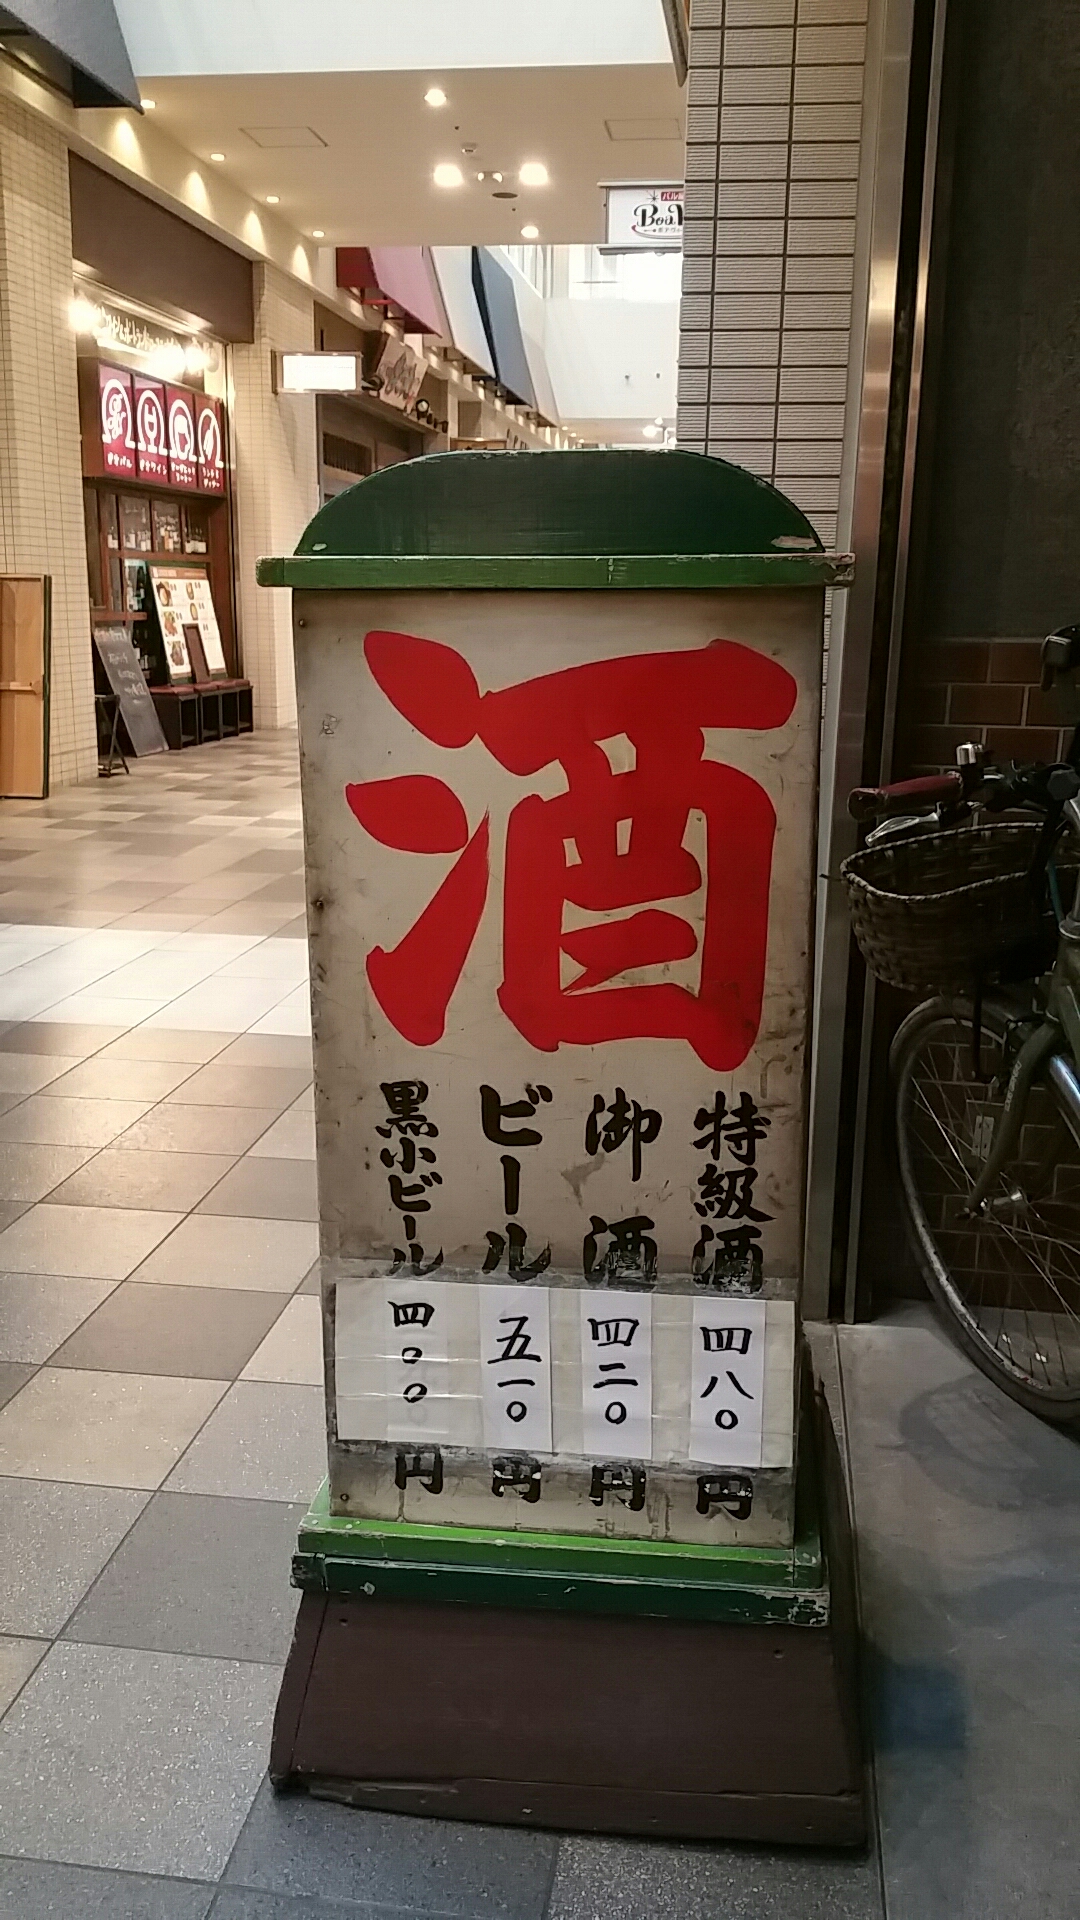 酒
特級酒 四八〇円
御酒 四二〇円
ビール 五一〇円
黒小ビール 四〇〇円